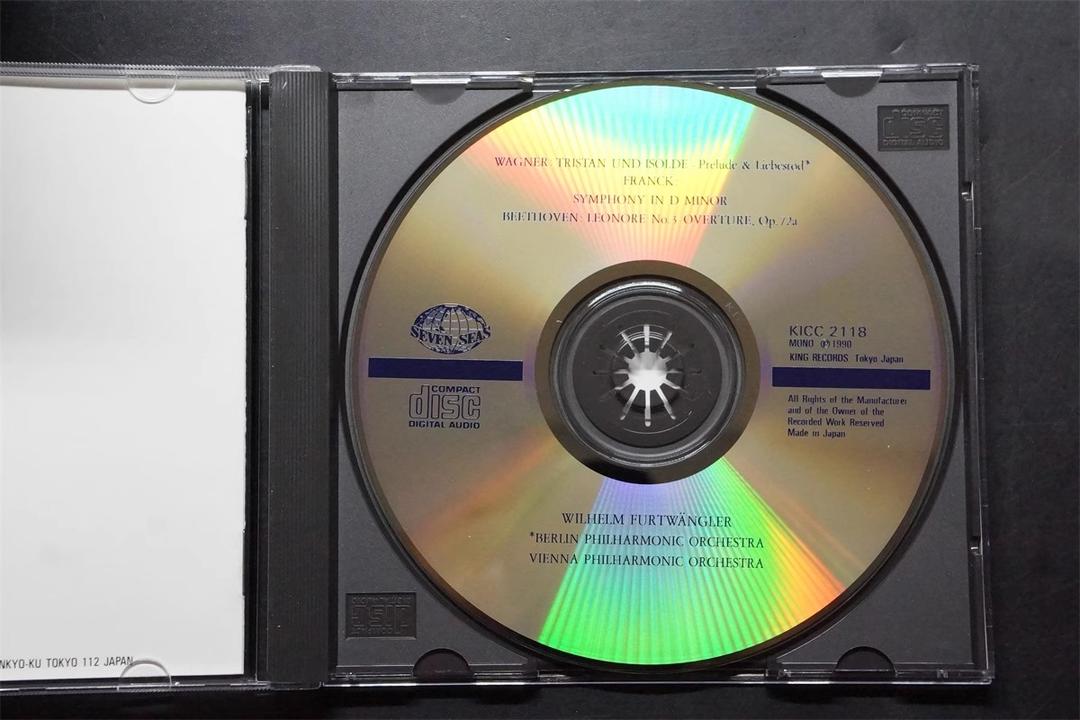 WAGNER: TRISTAN UND ISOLDE - Prelude & Liebestod*
FRANCK:
SYMPHONY IN D MINOR
BEETHOVEN: LEONORE No. 3 OVERTURE, Op. 72a
SEVEN SEAS
COMPACT
disc
DIGITAL AUDIO
KICC 2118
MONO ℗1990
KING RECORDS Tokyo Japan
All Rights of the Manufacturer
and of the Owner of the
Recorded Work Reserved
Made in Japan
WILHELM FURTWÄNGLER
*BERLIN PHILHARMONIC ORCHESTRA
VIENNA PHILHARMONIC ORCHESTRA
COMPACT
disc
DIGITAL AUDIO
NKYO-KU TOKYO 112 JAPAN